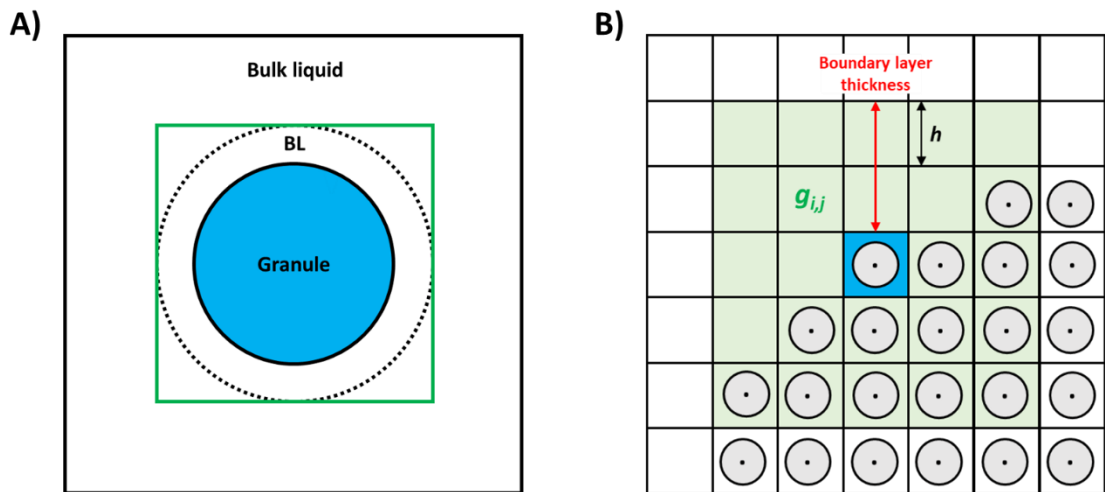 A)
Bulk liquid
BL
Granule
B)
Boundary layer
thickness
h
gi,j